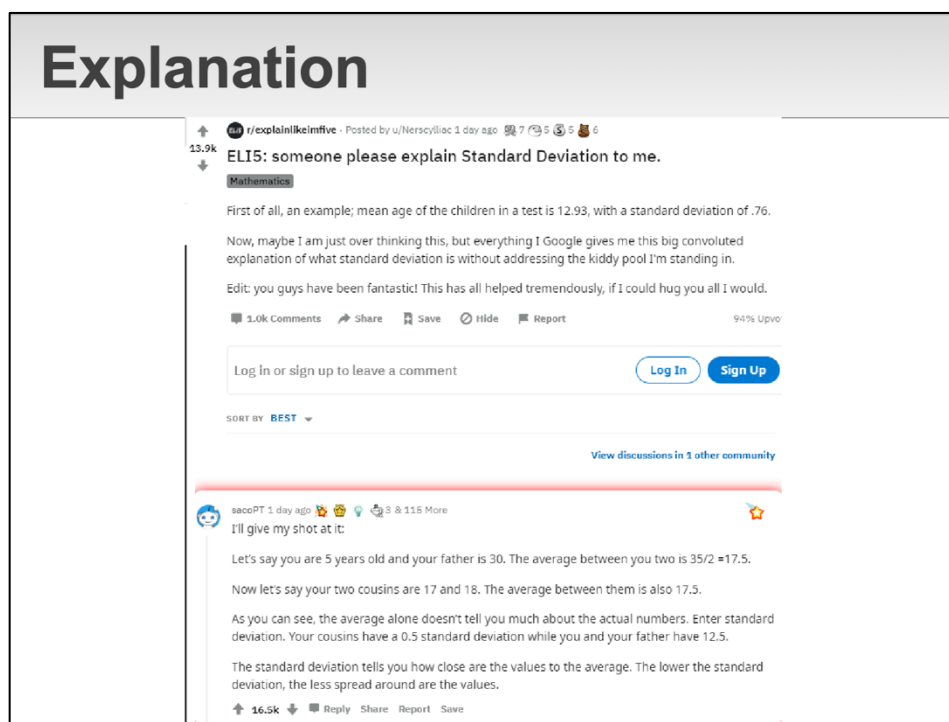 Explanation
r/explainlikeimfive · Posted by u/Nerscylliac 1 day ago 7 5 5 6
13.9k
ELI5: someone please explain Standard Deviation to me.
Mathematics
First of all, an example; mean age of the children in a test is 12.93, with a standard deviation of .76.
Now, maybe I am just over thinking this, but everything I Google gives me this big convoluted
explanation of what standard deviation is without addressing the kiddy pool I'm standing in.
Edit: you guys have been fantastic! This has all helped tremendously, if I could hug you all I would.
1.0k Comments Share Save Hide Report 94% Upvo
Log in or sign up to leave a comment Log In Sign Up
SORT BY BEST
View discussions in 1 other community
sacoPT 1 day ago 3 & 115 More
I'll give my shot at it:
Let's say you are 5 years old and your father is 30. The average between you two is 35/2 =17.5.
Now let's say your two cousins are 17 and 18. The average between them is also 17.5.
As you can see, the average alone doesn't tell you much about the actual numbers. Enter standard
deviation. Your cousins have a 0.5 standard deviation while you and your father have 12.5.
The standard deviation tells you how close are the values to the average. The lower the standard
deviation, the less spread around are the values.
16.5k Reply Share Report Save